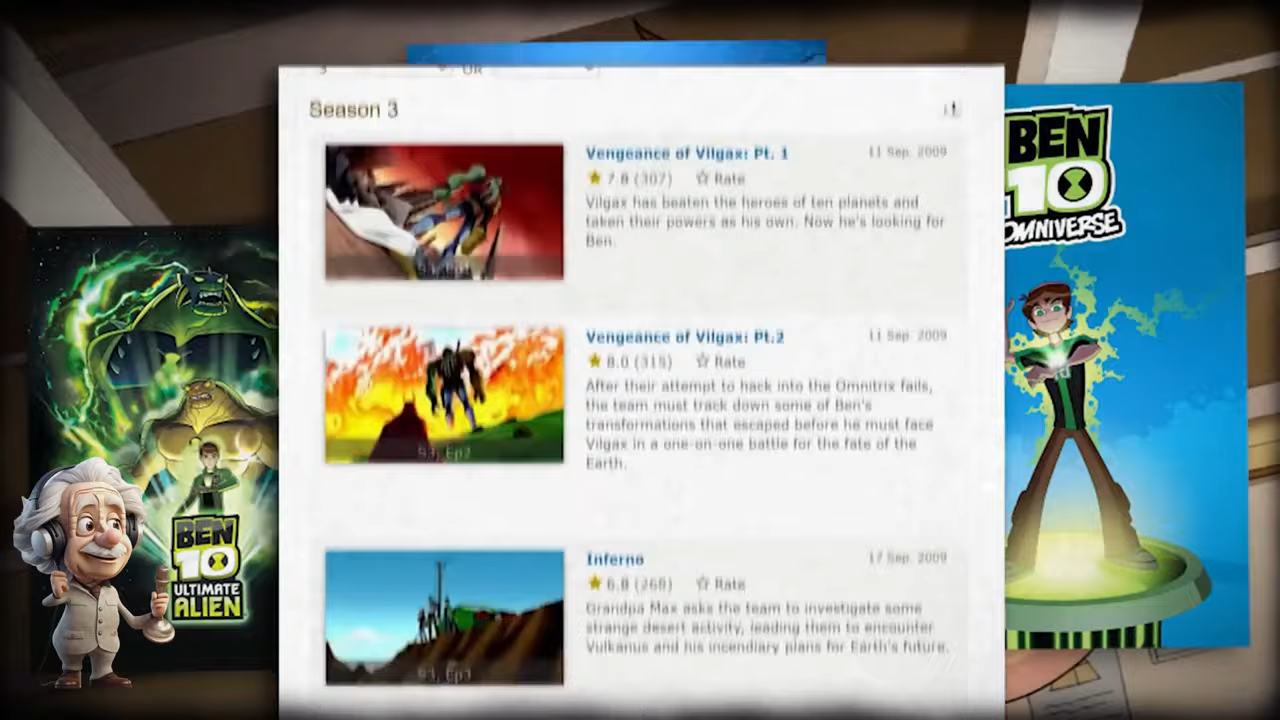 3 OR
Season 3
Vengeance of Vilgax: Pt. 1
11 Sep. 2009
7.8 (307) Rate
Vilgax has beaten the heroes of ten planets and
taken their powers as his own. Now he's looking for
Ben.
Vengeance of Vilgax: Pt.2
11 Sep. 2009
8.0 (315) Rate
After their attempt to hack into the Omnitrix fails,
the team must track down some of Ben's
transformations that escaped before he must face
Vilgax in a one-on-one battle for the fate of the
Earth.
S3, Ep2
Inferno
17 Sep. 2009
6.8 (268) Rate
Grandpa Max asks the team to investigate some
strange desert activity, leading them to encounter
Vulkanus and his incendiary plans for Earth's future.
S3, Ep3
BEN
10
ULTIMATE
ALIEN
BEN
10
OMNIVERSE